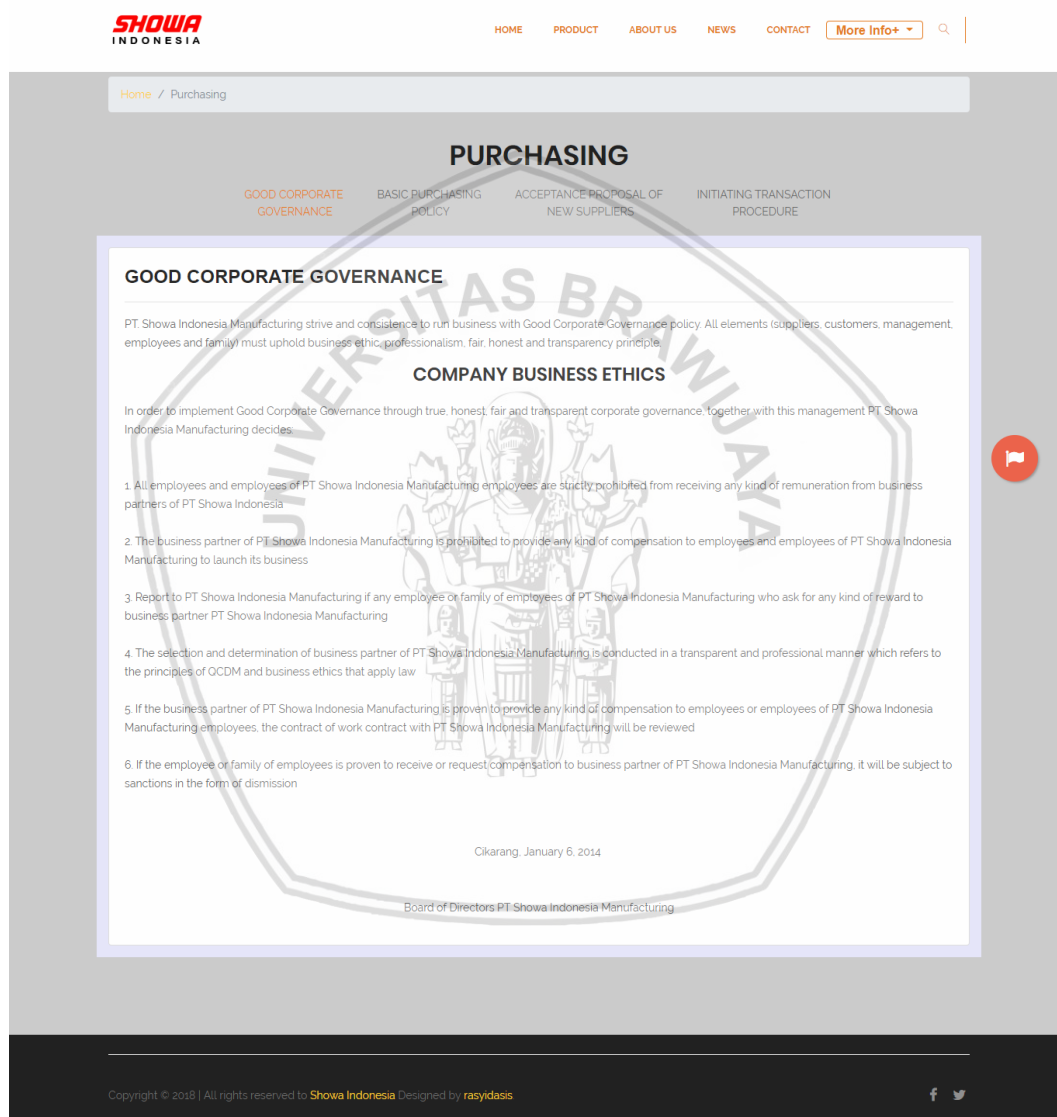 SHOWA
INDONESIA
HOME PRODUCT ABOUT US NEWS CONTACT More Info+
Home / Purchasing
PURCHASING
GOOD CORPORATE GOVERNANCE
BASIC PURCHASING POLICY
ACCEPTANCE PROPOSAL OF NEW SUPPLIERS
INITIATING TRANSACTION PROCEDURE
GOOD CORPORATE GOVERNANCE
PT. Showa Indonesia Manufacturing strive and consistence to run business with Good Corporate Governance policy. All elements (suppliers, customers, management,
employees and family) must uphold business ethic, professionalism, fair, honest and transparency principle.
COMPANY BUSINESS ETHICS
In order to implement Good Corporate Governance through true, honest, fair and transparent corporate governance, together with this management PT Showa
Indonesia Manufacturing decides:
1. All employees and employees of PT Showa Indonesia Manufacturing employees are strictly prohibited from receiving any kind of remuneration from business
partners of PT Showa Indonesia
2. The business partner of PT Showa Indonesia Manufacturing is prohibited to provide any kind of compensation to employees and employees of PT Showa Indonesia
Manufacturing to launch its business
3. Report to PT Showa Indonesia Manufacturing if any employee or family of employees of PT Showa Indonesia Manufacturing who ask for any kind of reward to
business partner PT Showa Indonesia Manufacturing
4. The selection and determination of business partner of PT Showa Indonesia Manufacturing is conducted in a transparent and professional manner which refers to
the principles of QCDM and business ethics that apply law
5. If the business partner of PT Showa Indonesia Manufacturing is proven to provide any kind of compensation to employees or employees of PT Showa Indonesia
Manufacturing employees, the contract of work contract with PT Showa Indonesia Manufacturing will be reviewed
6. If the employee or family of employees is proven to receive or request compensation to business partner of PT Showa Indonesia Manufacturing, it will be subject to
sanctions in the form of dismission
Cikarang, January 6, 2014
Board of Directors PT Showa Indonesia Manufacturing
UNIVERSITAS BRAWIJAYA
Copyright © 2018 | All rights reserved to Showa Indonesia Designed by rasyidasis